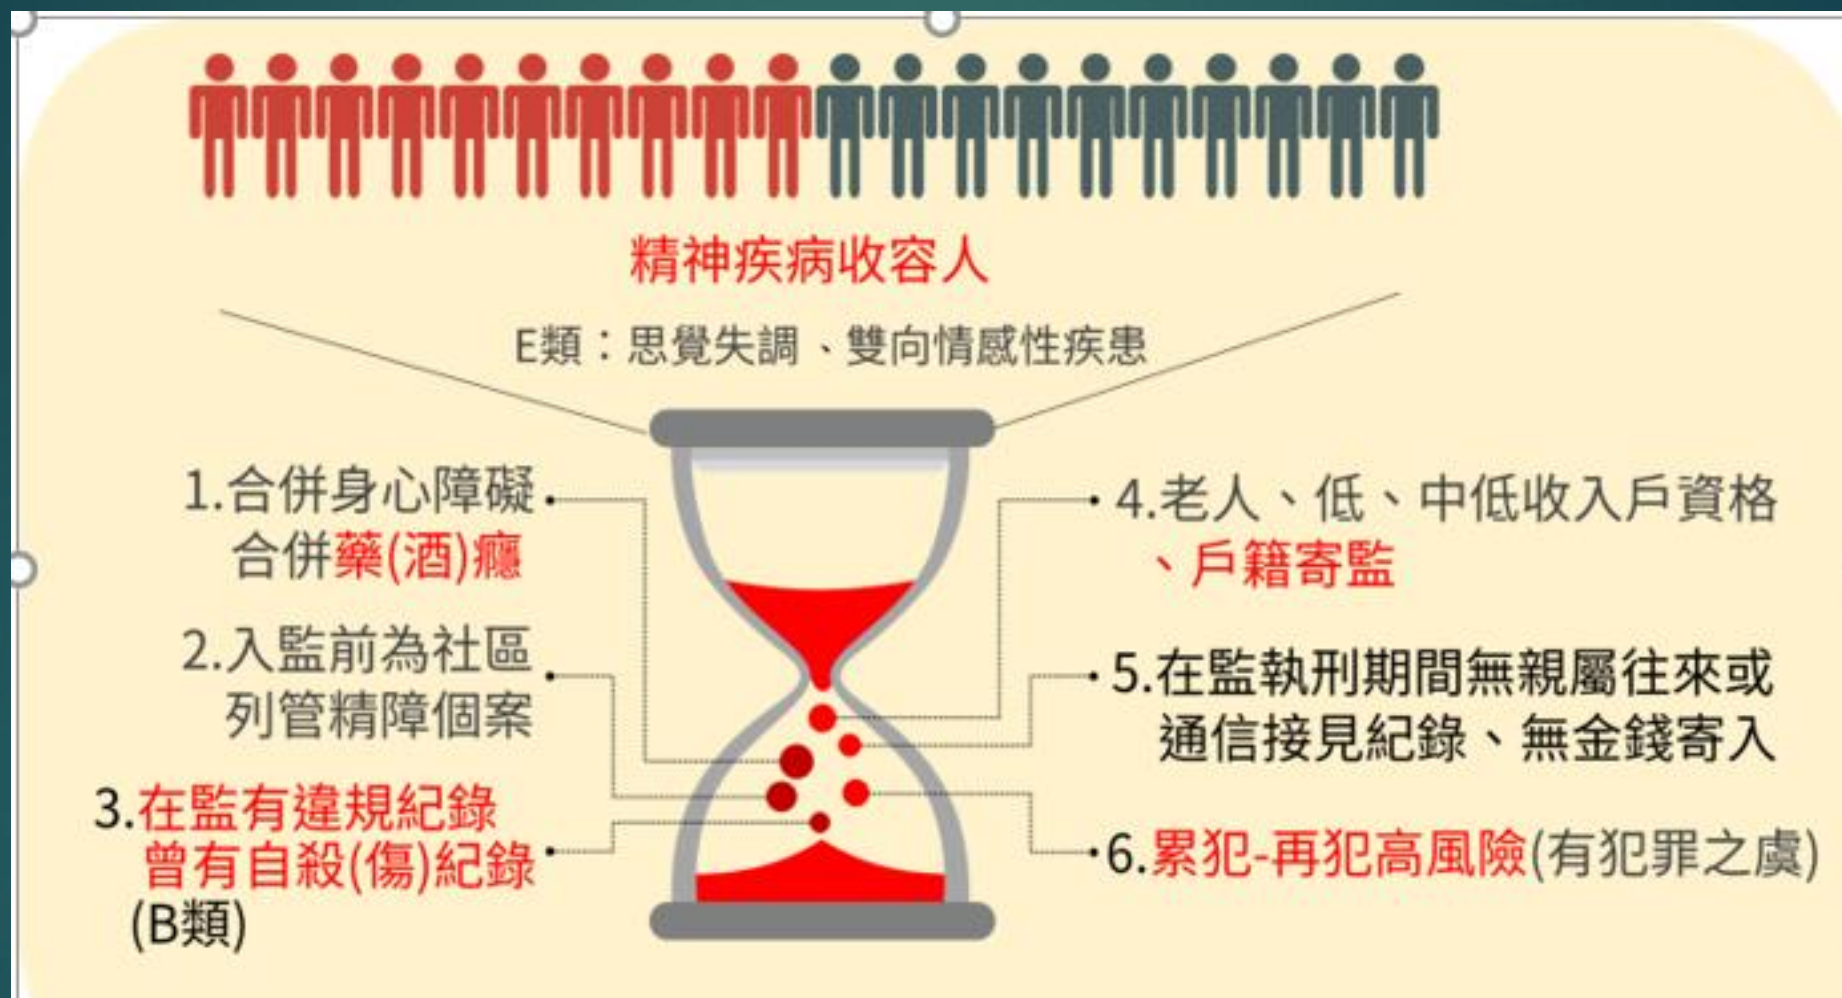 精神疾病收容人
E類：思覺失調、雙向情感性疾患
1.合併身心障礙
合併藥(酒)癮
2.入監前為社區
列管精障個案
3.在監有違規紀錄
曾有自殺(傷)紀錄
(B類)
4.老人、低、中低收入戶資格
、戶籍寄監
5.在監執刑期間無親屬往來或
通信接見紀錄、無金錢寄入
6.累犯-再犯高風險(有犯罪之虞)